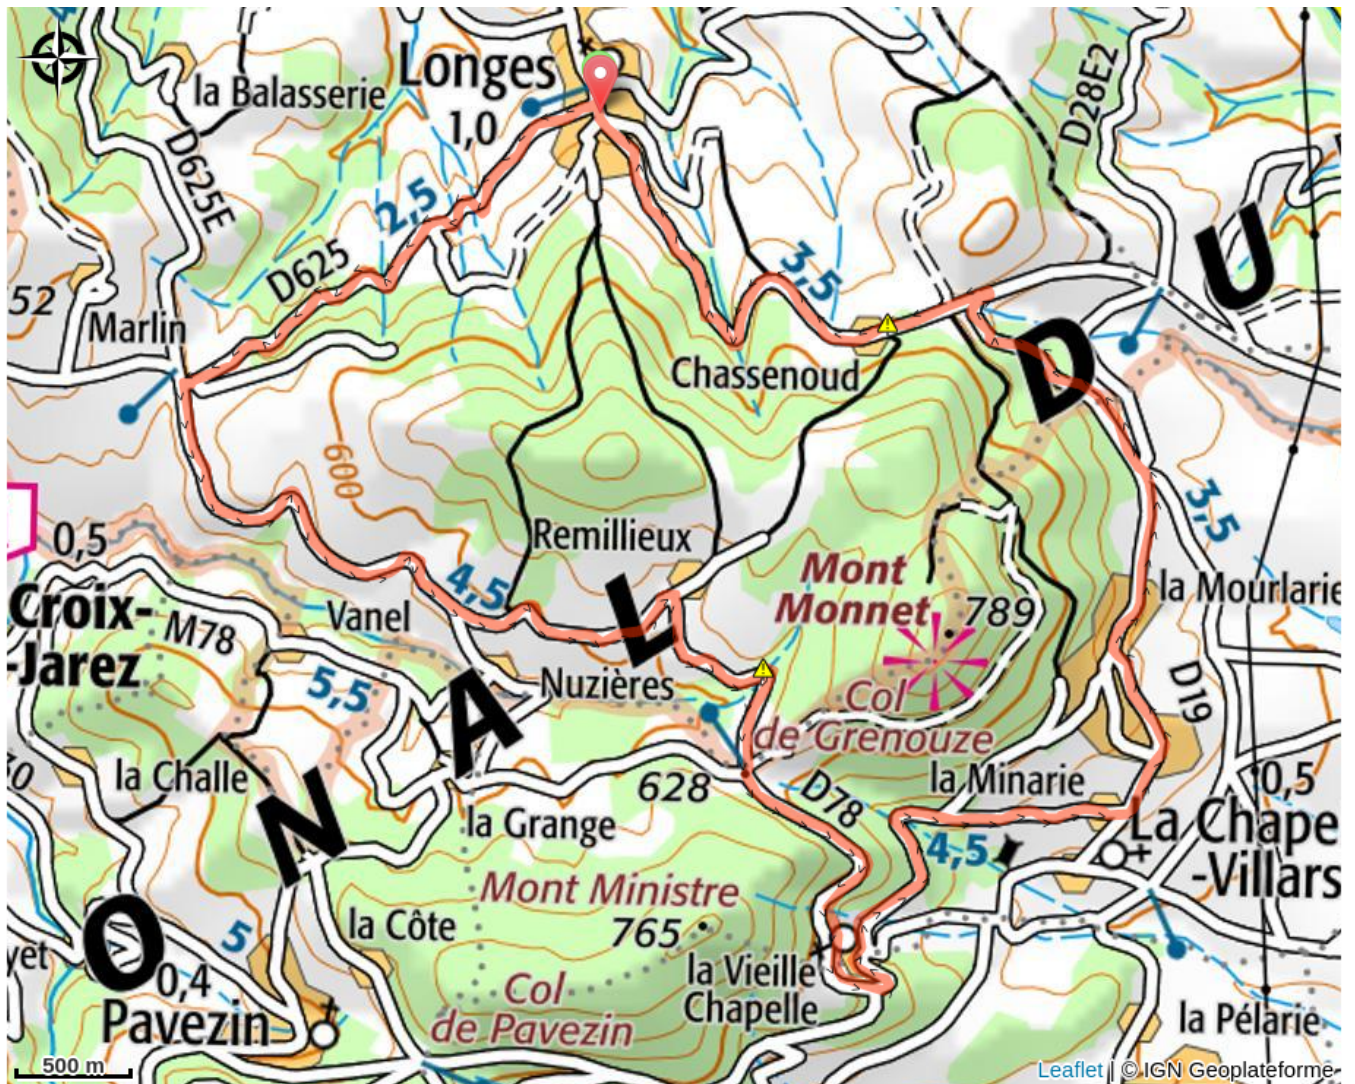 Longes
la Balasserie
1,0
D28E2
D625E
2,5
U
D625
3,5
52
Marlin
D
Chassenoud
600
3,5
0,5
Remillieux
Mont
Monnet
789
4,5
la Mourlarie
Croix-
-Jarez
M78
Vanel
L
5,5
Nuzières
Col
de Grenouze
D19
A
la Challe
628
D78
la Minarie
0,5
N
la Grange
La Chape
-Villars
4,5
Mont Ministre
765
la Côte
O
5
yet
0,4
la Vieille
Chapelle
Col
de Pavezin
Pavezin
la Pélarie
500 m
Leaflet | © IGN Geoplateforme